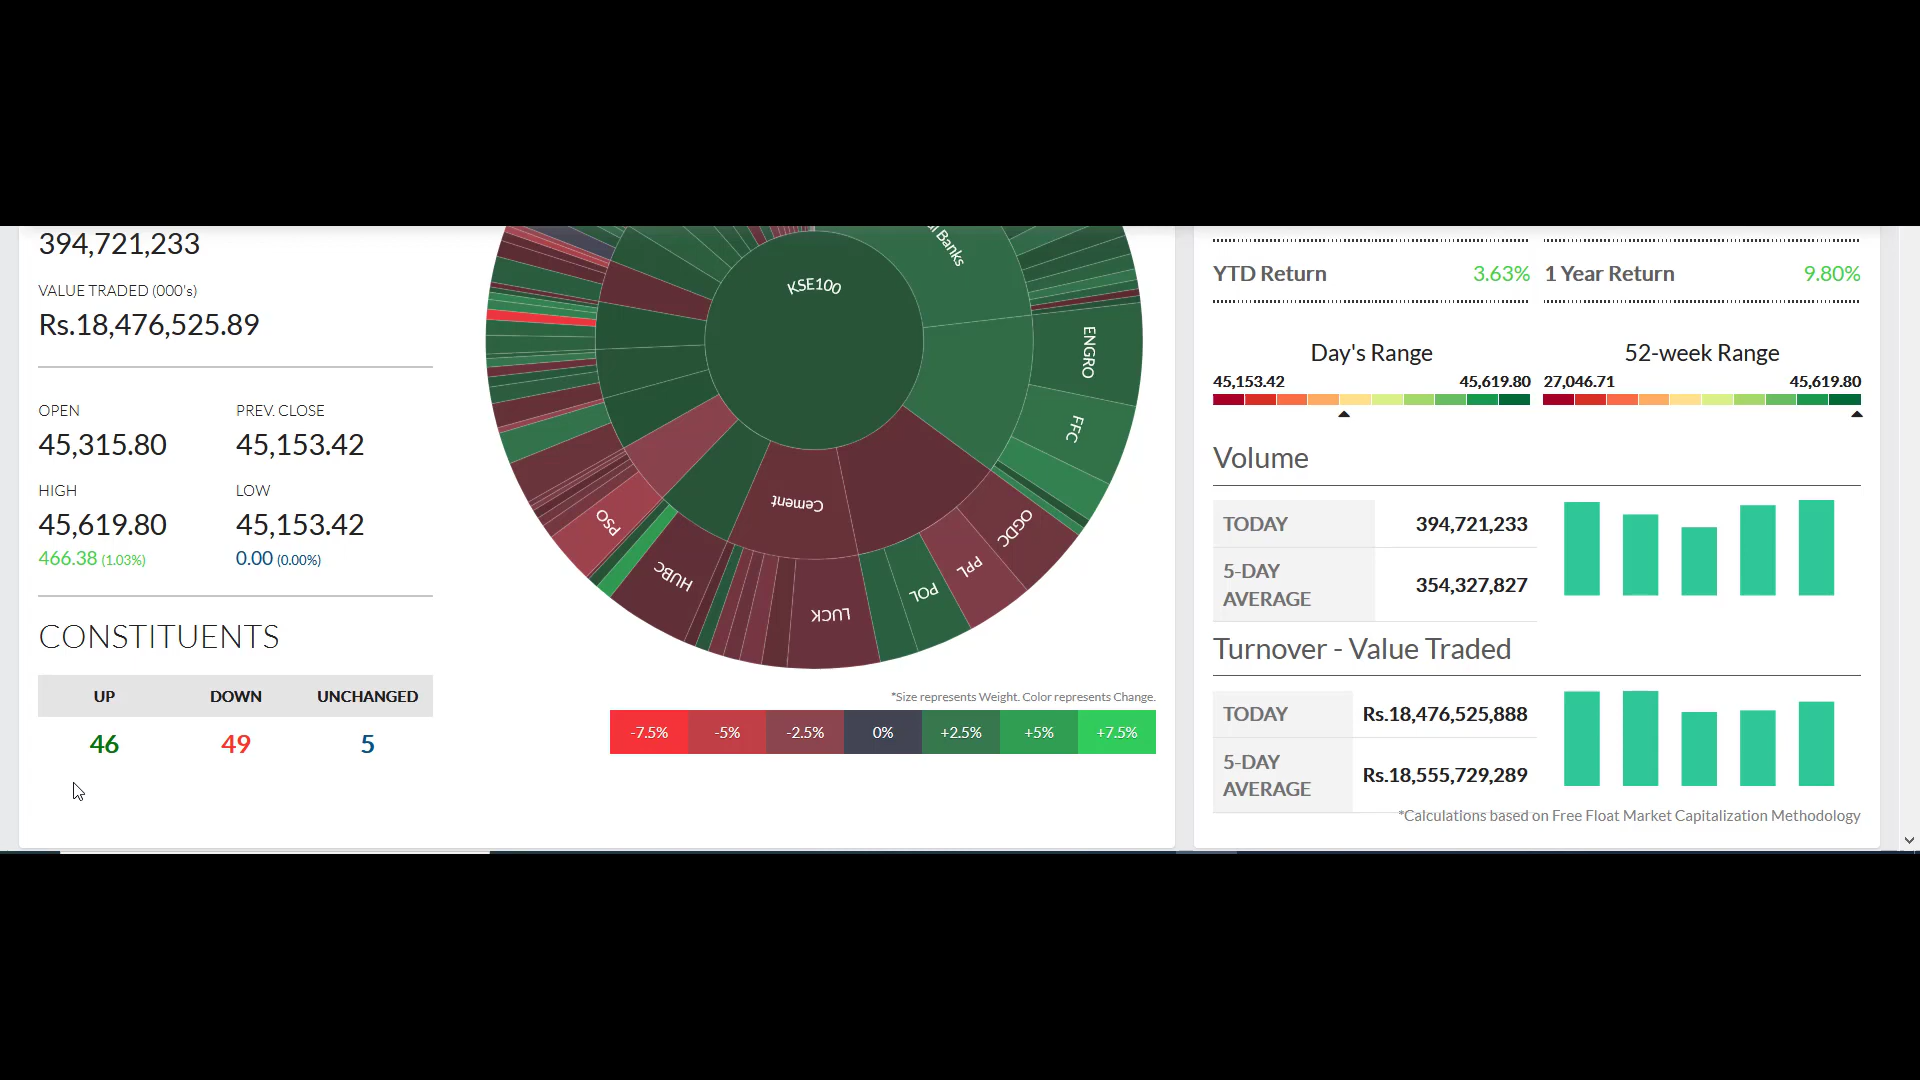 394,721,233
VALUE TRADED (000's)
Rs.18,476,525.89
OPEN PREV. CLOSE
45,315.80 45,153.42
HIGH LOW
45,619.80 45,153.42
466.38 (1.03%) 0.00 (0.00%)
CONSTITUENTS
UP DOWN UNCHANGED
46 49 5
KSE100
Banks
ENGRO
FFC
OGDC
PPL
POL
LUCK
Cement
HUBC
PSO
*Size represents Weight. Color represents Change.
-7.5% -5% -2.5% 0% +2.5% +5% +7.5%
YTD Return 3.63% 1 Year Return 9.80%
Day's Range 52-week Range
45,153.42 45,619.80 27,046.71 45,619.80
Volume
TODAY 394,721,233
5-DAY
AVERAGE 354,327,827
Turnover - Value Traded
TODAY Rs.18,476,525,888
5-DAY
AVERAGE Rs.18,555,729,289
*Calculations based on Free Float Market Capitalization Methodology